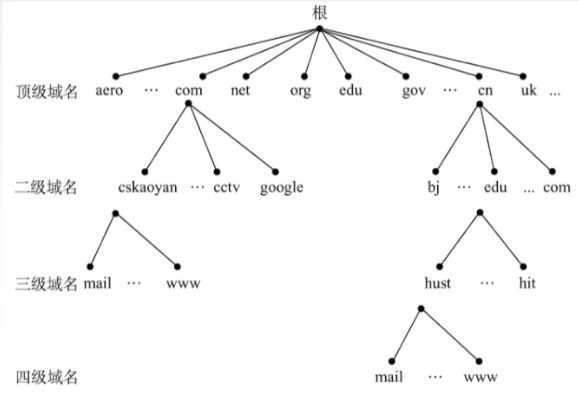 根
顶级域名 aero … com net org edu gov … cn uk ...
二级域名 cskaoyan … cctv google bj … edu ... com
三级域名 mail … www hust … hit
四级域名 mail … www